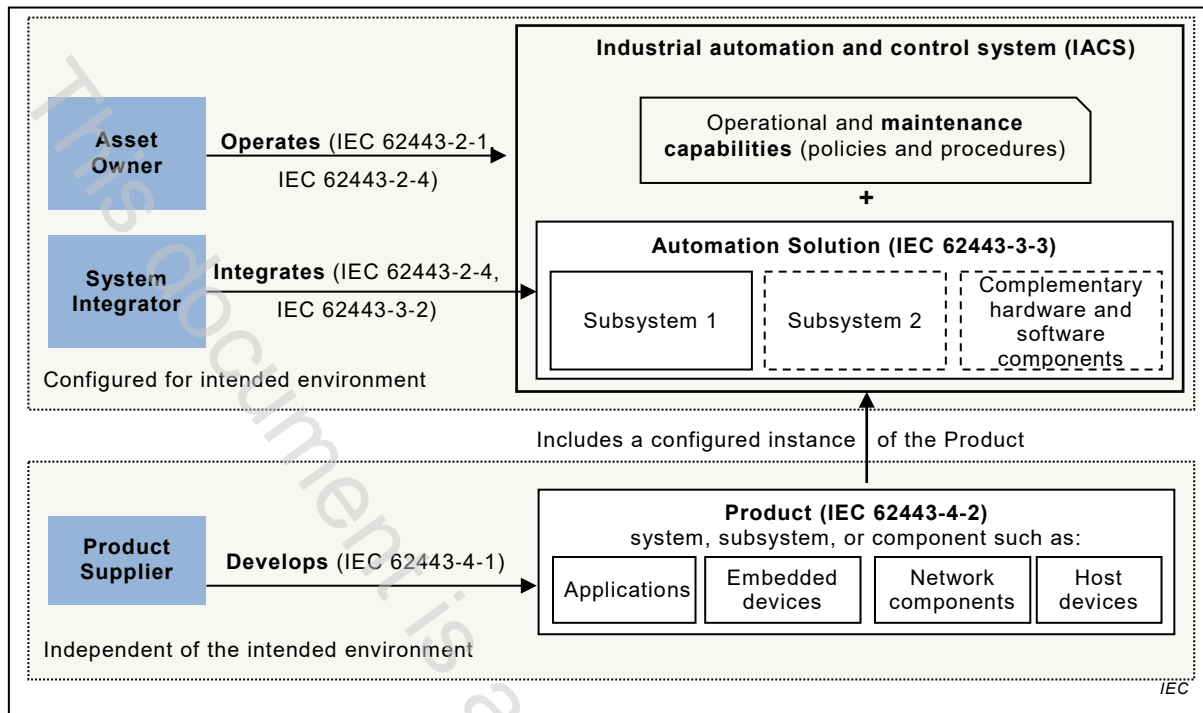 Industrial automation and control system (IACS)
Asset
Owner
Operates (IEC 62443-2-1,
IEC 62443-2-4)
Operational and maintenance
capabilities (policies and procedures)
+
System
Integrator
Integrates (IEC 62443-2-4,
IEC 62443-3-2)
Automation Solution (IEC 62443-3-3)
Subsystem 1
Subsystem 2
Complementary
hardware and
software
components
Configured for intended environment
Includes a configured instance of the Product
Product
Supplier
Develops (IEC 62443-4-1)
Product (IEC 62443-4-2)
system, subsystem, or component such as:
Applications
Embedded
devices
Network
components
Host
devices
Independent of the intended environment
IEC
This document is a